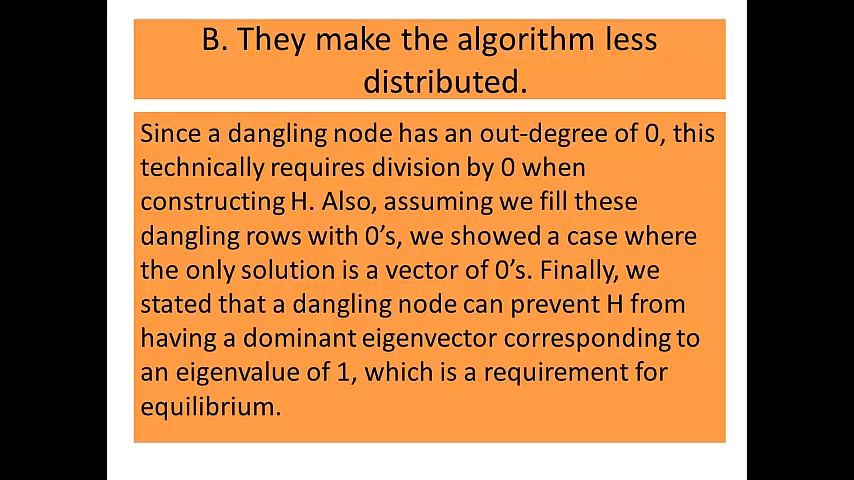 B. They make the algorithm less
distributed.
Since a dangling node has an out-degree of 0, this
technically requires division by 0 when
constructing H. Also, assuming we fill these
dangling rows with 0’s, we showed a case where
the only solution is a vector of 0’s. Finally, we
stated that a dangling node can prevent H from
having a dominant eigenvector corresponding to
an eigenvalue of 1, which is a requirement for
equilibrium.